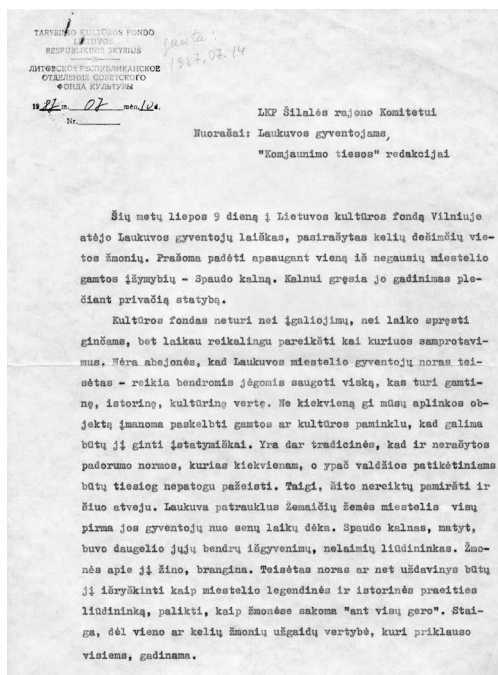 TARYBINIO KULTŪROS FONDO
LIETUVOS
RESPUBLIKINIS SKYRIUS
ЛИТОВСКОЕ РЕСПУБЛИКАНСКОЕ
ОТДЕЛЕНИЕ СОВЕТСКОГО
ФОНДА КУЛЬТУРЫ
gauta:
1987.07.14
1987 m. 07 mėn. 10 d.
Nr.
LKP Šilalės rajono Komitetui
Nuorašai: Laukuvos gyventojams,
"Komjaunimo tiesos" redakcijai
Šių metų liepos 9 dieną į Lietuvos kultūros fondą Vilniuje
atėjo Laukuvos gyventojų laiškas, pasirašytas kelių dešimčių vie-
tos žmonių. Prašoma padėti apsaugant vieną iš negausių miestelio
gamtos įžymybių - Spaudo kalną. Kalnui gresia jo gadinimas ple-
čiant privačią statybą.
Kultūros fondas neturi nei įgaliojimų, nei laiko spręsti
ginčams, bet laikau reikalingu pareikšti kai kuriuos samprotavi-
mus. Nėra abejonės, kad Laukuvos miestelio gyventojų noras tei-
sėtas - reikia bendromis jėgomis saugoti viską, kas turi gamti-
nę, istorinę, kultūrinę vertę. Ne kiekvieną gi mūsų aplinkos ob-
jektą įmanoma paskelbti gamtos ar kultūros paminklu, kad galima
būtų jį ginti įstatymiškai. Yra dar tradicinės, kad ir nerašytos
padorumo normos, kurias kiekvienam, o ypač valdžios patikėtiniams
būtų tiesiog nepatogu pažeisti. Taigi, šito nereiktų pamiršti ir
šiuo atveju. Laukuva patrauklus Žemaičių žemės miestelis visų
pirma jos gyventojų nuo senų laikų dėka. Spaudo kalnas, matyt,
buvo daugelio jųjų bendrų išgyvenimų, nelaimių liūdininkas. Žmo-
nės apie jį žino, brangina. Teisėtas noras ar net uždavinys būtų
jį išryškinti kaip miestelio legendinės ir istorinės praeities
liūdininką, palikti, kaip žmonėse sakoma "ant visų gero". Stai-
ga, dėl vieno ar kelių žmonių užgaidų vertybė, kuri priklauso
visiems, gadinama.